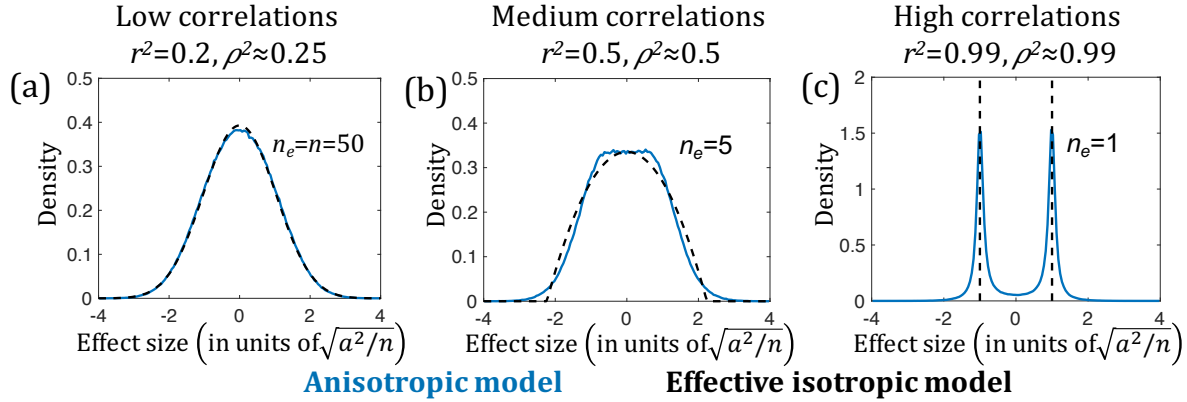 Low correlations
r²=0.2, ρ²≈0.25
Medium correlations
r²=0.5, ρ²≈0.5
High correlations
r²=0.99, ρ²≈0.99
(a)
0.5
0.4
0.3
0.2
0.1
0
Density
nₑ=n=50
-4 -2 0 2 4
Effect size (in units of √a²/n)
(b)
0.5
0.4
0.3
0.2
0.1
0
Density
nₑ=5
-4 -2 0 2 4
Effect size (in units of √a²/n)
(c)
2
1.5
1
0.5
0
Density
nₑ=1
-4 -2 0 2 4
Effect size (in units of √a²/n)
Anisotropic model
Effective isotropic model